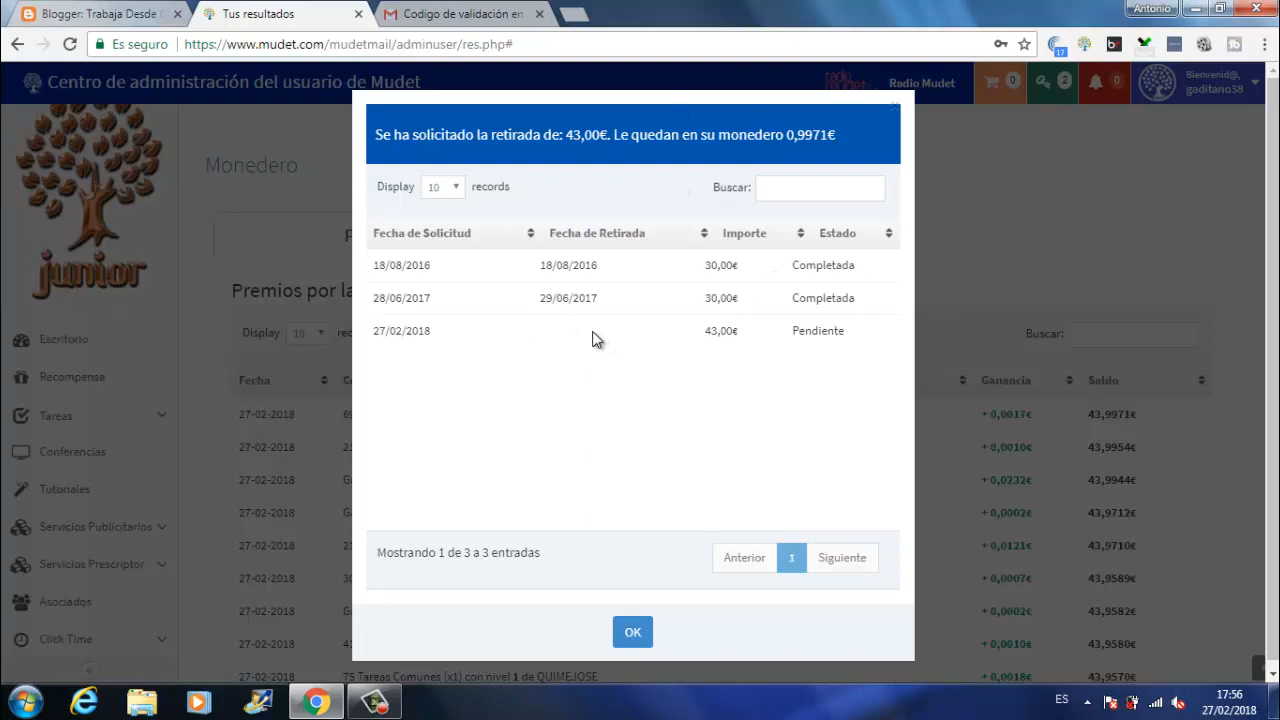 Blogger: Trabaja Desde C
Tus resultados
Codigo de validación en
Antonio
Es seguro
https://www.mudet.com/mudetmail/adminuser/res.php#
17
Centro de administración del usuario de Mudet
Radio Mudet
0
2
0
Bienvenid@,
gaditano38
junior
Monedero
Premios por la
Se ha solicitado la retirada de: 43,00€. Le quedan en su monedero 0,9971€
Display 10 records
Buscar:
Fecha de Solicitud Fecha de Retirada Importe Estado
18/08/2016 18/08/2016 30,00€ Completada
28/06/2017 29/06/2017 30,00€ Completada
27/02/2018 43,00€ Pendiente
Mostrando 1 de 3 a 3 entradas
Anterior 1 Siguiente
OK
Escritorio
Recompense
Tareas
Conferencias
Tutoriales
Servicios Publicitarios
Servicios Prescriptor
Asociados
Click Time
Display 10
Buscar:
Fecha Ganancia Saldo
27-02-2018 + 0,0017€ 43,9971€
27-02-2018 + 0,0010€ 43,9954€
27-02-2018 + 0,0232€ 43,9944€
27-02-2018 + 0,0002€ 43,9712€
27-02-2018 + 0,0121€ 43,9710€
27-02-2018 + 0,0007€ 43,9589€
27-02-2018 + 0,0002€ 43,9582€
27-02-2018 + 0,0010€ 43,9580€
27-02-2018 75 Tareas Comunes (x1) con nivel 1 de QUIMEJOSE + 0,0018€ 43,9570€
ES
17:56
27/02/2018